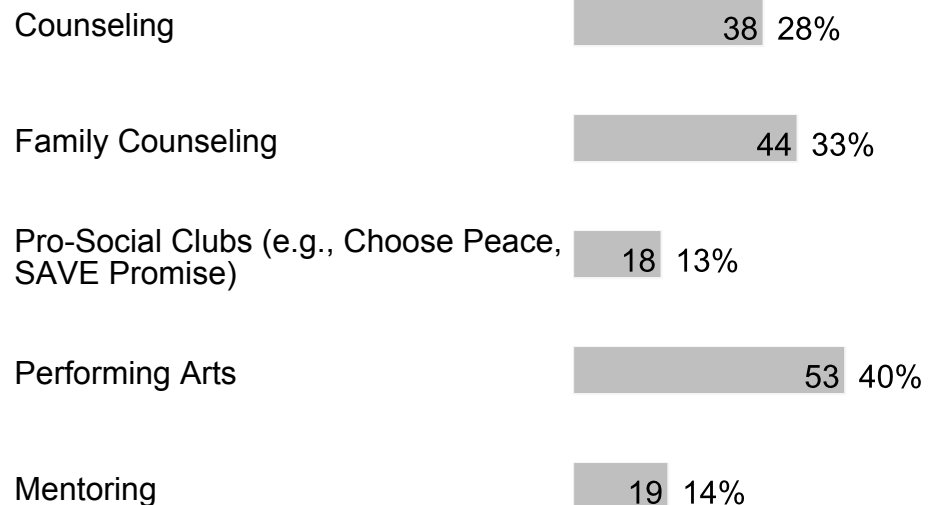 Counseling 38 28%
Family Counseling 44 33%
Pro-Social Clubs (e.g., Choose Peace,
SAVE Promise) 18 13%
Performing Arts 53 40%
Mentoring 19 14%